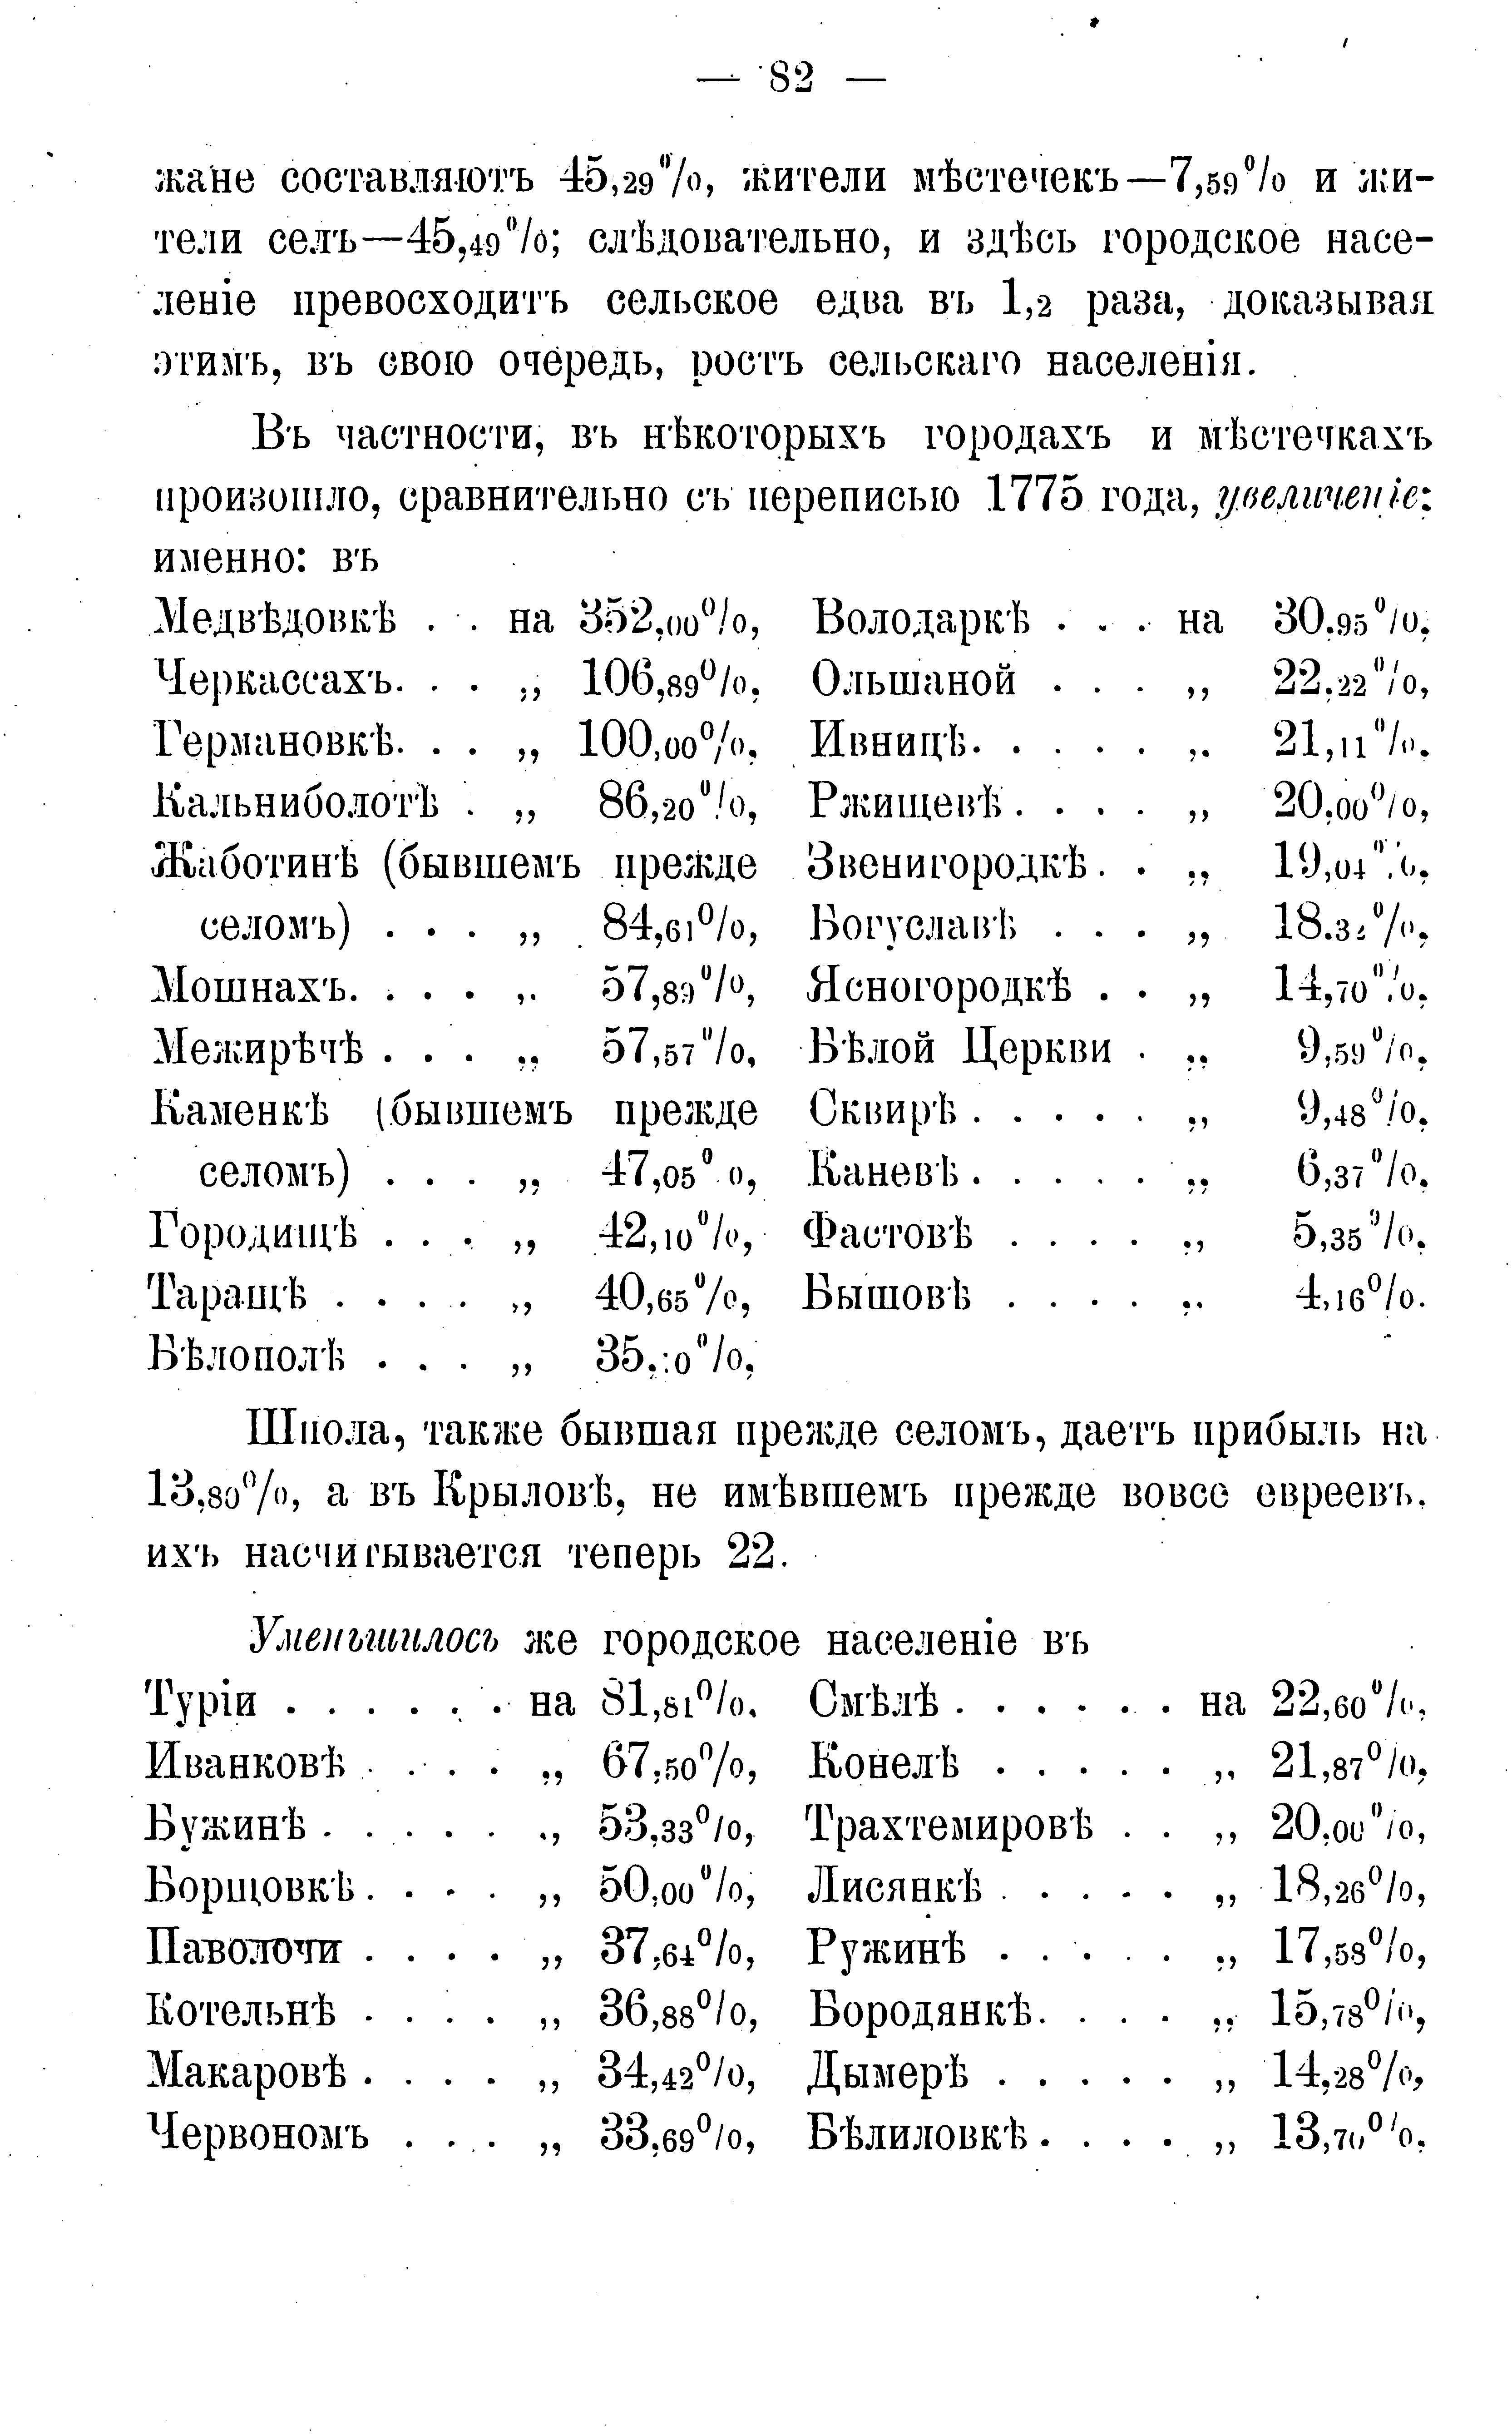 — 82 —
жане составляютъ 45,29%, жители мѣстечекъ—7,59% и жи-
тели селъ—45,49%; слѣдовательно, и здѣсь городское насе-
леніе превосходитъ сельское едва въ 1,2 раза, доказывая
этимъ, въ свою очередь, ростъ сельскаго населенія.
Въ частности, въ нѣкоторыхъ городахъ и мѣстечкахъ
произошло, сравнительно съ переписью 1775 года, увеличеніе:
именно: въ
Медвѣдовкѣ . . на 352,00%, Володаркѣ . . . на 30,95%,
Черкассахъ. . . „ 106,89%, Ольшаной . . . „ 22,22%,
Германовкѣ. . . „ 100,00%, Ивницѣ. . . . . „ 21,11%,
Кальниболотѣ . „ 86,20%, Ржищевѣ. . . . „ 20,00%,
Жаботинѣ (бывшемъ прежде Звенигородкѣ. . „ 19,04%,
селомъ) . . . „ 84,61%, Богуславѣ . . . „
Мошнахъ. . . . „ 57,89%, Ясногородкѣ . . „ 14,70%,
Межирѣчѣ . . . „ 57,57%, Бѣлой Церкви . „ 9,59%,
Каменкѣ (бывшемъ прежде Сквирѣ . . . . . „ 9,48%,
селомъ) . . . „ 47,05%, Каневѣ. . . . . „ 6,37%,
Городищѣ . . . „ 42,10%, Фастовѣ . . . . „ 5,35%,
Таращѣ . . . . „ 40,65%, Бышовѣ . . . . „ 4,16%.
Бѣлополѣ . . . „
Шпола, также бывшая прежде селомъ, даетъ прибыль на
13,80%, а въ Крыловѣ, не имѣвшемъ прежде вовсе евреевъ,
ихъ насчитывается теперь 22.
Уменьшилось же городское населеніе въ
Туріи . . . . . . на 81,81%, Смѣлѣ . . . . . . на 22,60%,
Иванковѣ . . . . „ 67,50%, Конелѣ . . . . . „ 21,87%,
Бужинѣ . . . . . „ 53,33%, Трахтемировѣ . . „ 20,00%,
Борщовкѣ. . . . „ 50,00%, Лисянкѣ . . . . . „ 18,26%,
Паволочи . . . . „ 37,64%, Ружинѣ . . . . . „ 17,58%,
Котельнѣ . . . . „ 36,88%, Бородянкѣ. . . . „ 15,78%,
Макаровѣ . . . . „ 34,42%, Дымерѣ . . . . . „ 14,28%,
Червономъ . . . . „ 33,69%, Бѣлиловкѣ. . . . „ 13,70%,